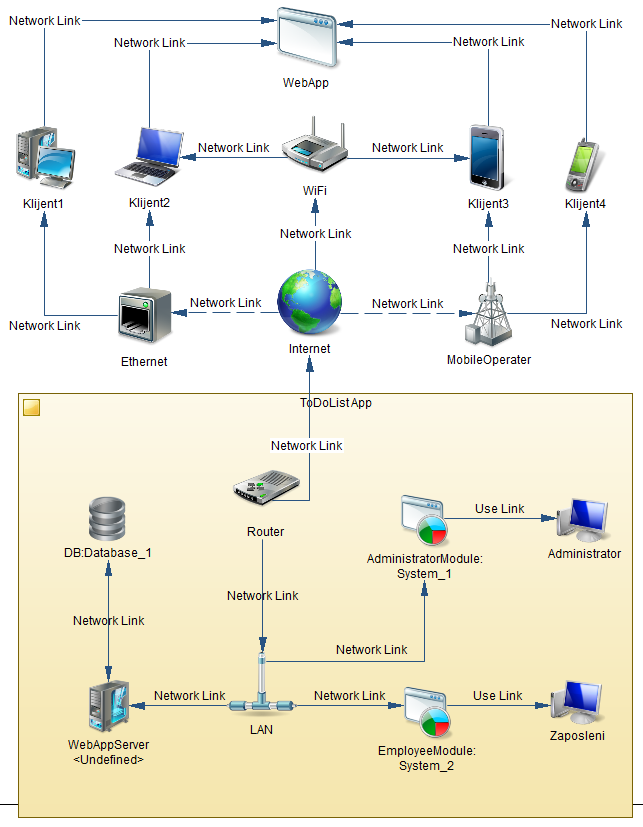 Network Link
Network Link
Network Link
Network Link
WebApp
Network Link
Network Link
Klijent1
Klijent2
WiFi
Klijent3
Klijent4
Network Link
Network Link
Network Link
Network Link
Network Link
Network Link
Network Link
Ethernet
Internet
MobileOperater
ToDoList App
Network Link
Router
DB:Database_1
Use Link
AdministratorModule:
System_1
Administrator
Network Link
Network Link
Network Link
Network Link
Network Link
Use Link
WebAppServer
<Undefined>
LAN
EmployeeModule:
System_2
Zaposleni